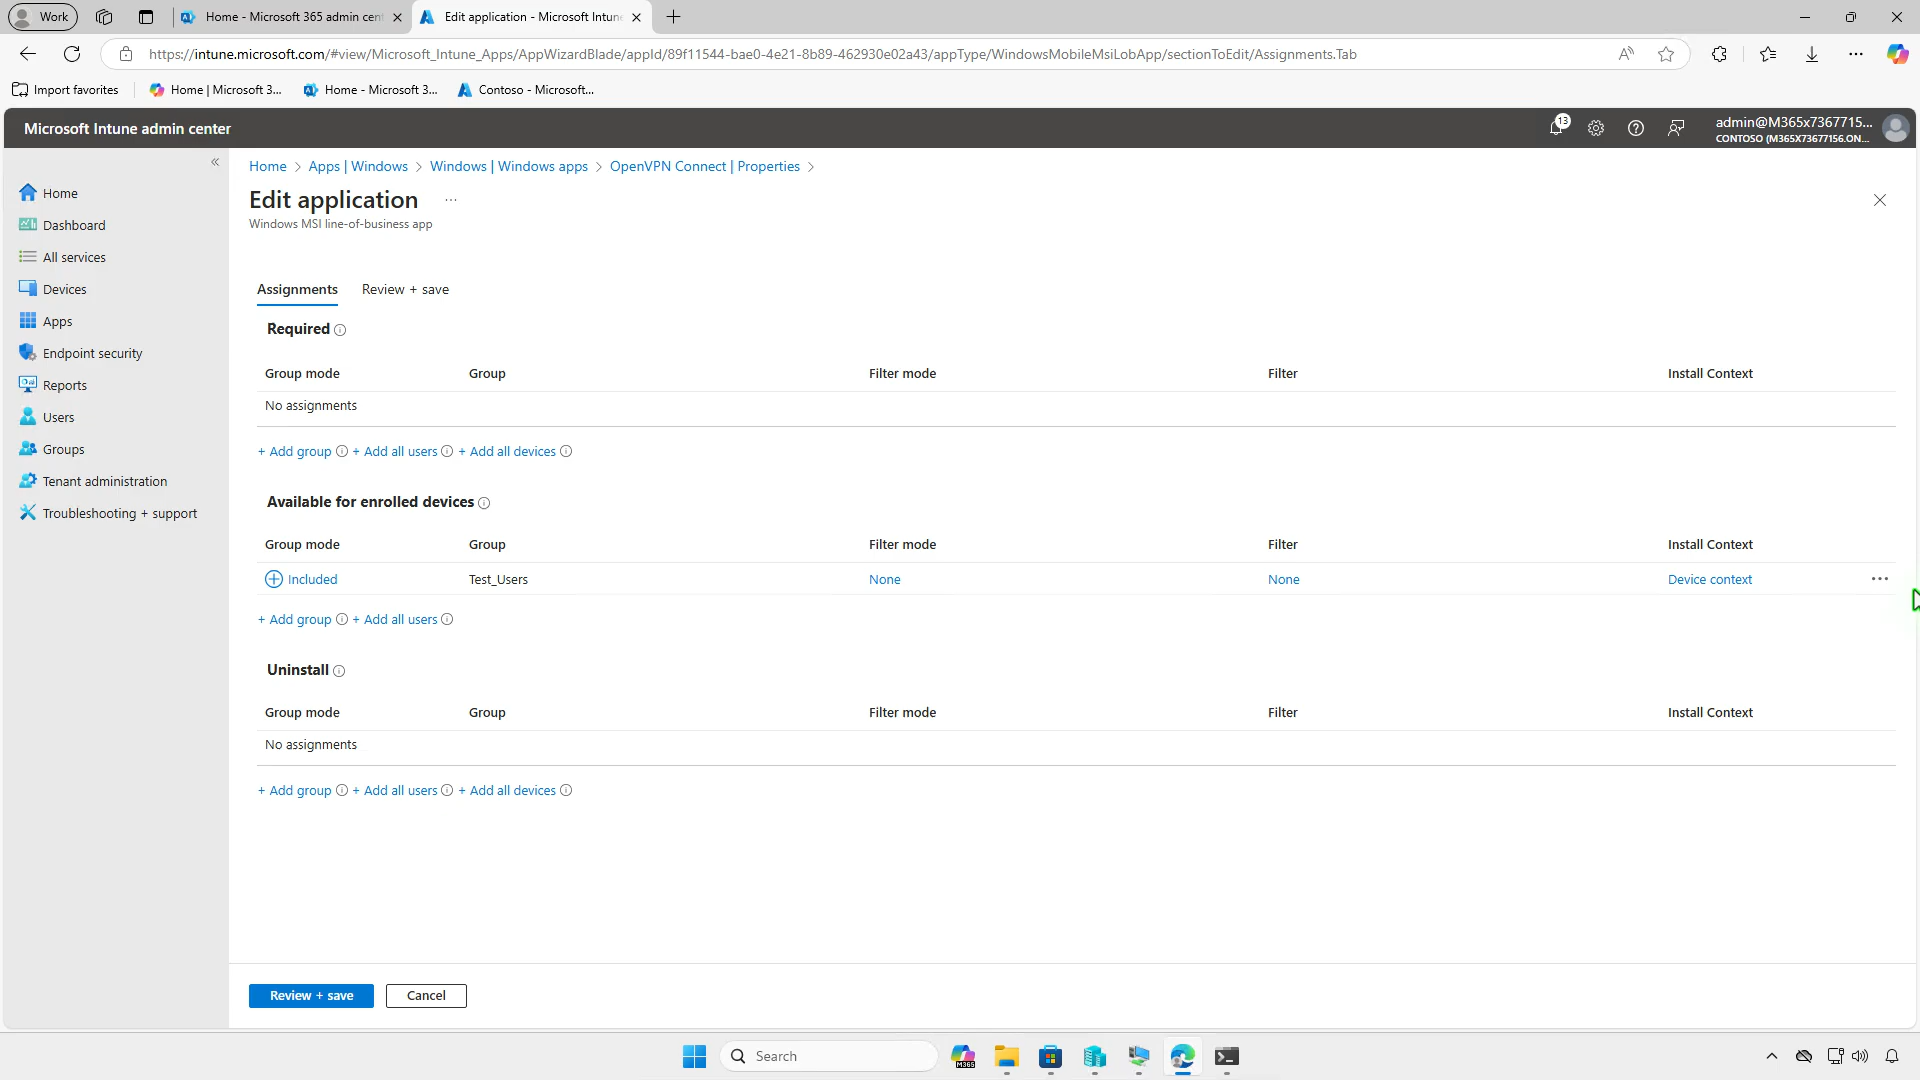 Work
Home - Microsoft 365 admin cen
Edit application - Microsoft Intune
https://intune.microsoft.com/#view/Microsoft_Intune_Apps/AppWizardBlade/appId/89f11544-bae0-4e21-8b89-462930e02a43/appType/WindowsMobileMsiLobApp/sectionToEdit/Assignments.Tab
Import favorites
Home | Microsoft 3...
Home - Microsoft 3...
Contoso - Microsoft...
Microsoft Intune admin center
13
admin@M365x7367715...
CONTOSO (M365X73677156.ON...
Home
Dashboard
All services
Devices
Apps
Endpoint security
Reports
Users
Groups
Tenant administration
Troubleshooting + support
Home > Apps | Windows > Windows | Windows apps > OpenVPN Connect | Properties >
Edit application ...
Windows MSI line-of-business app
Assignments Review + save
Required
Group mode Group Filter mode Filter Install Context
No assignments
+ Add group + Add all users + Add all devices
Available for enrolled devices
Group mode Group Filter mode Filter Install Context
Included Test_Users None None Device context ...
+ Add group + Add all users
Uninstall
Group mode Group Filter mode Filter Install Context
No assignments
+ Add group + Add all users + Add all devices
Review + save Cancel
Search
M365